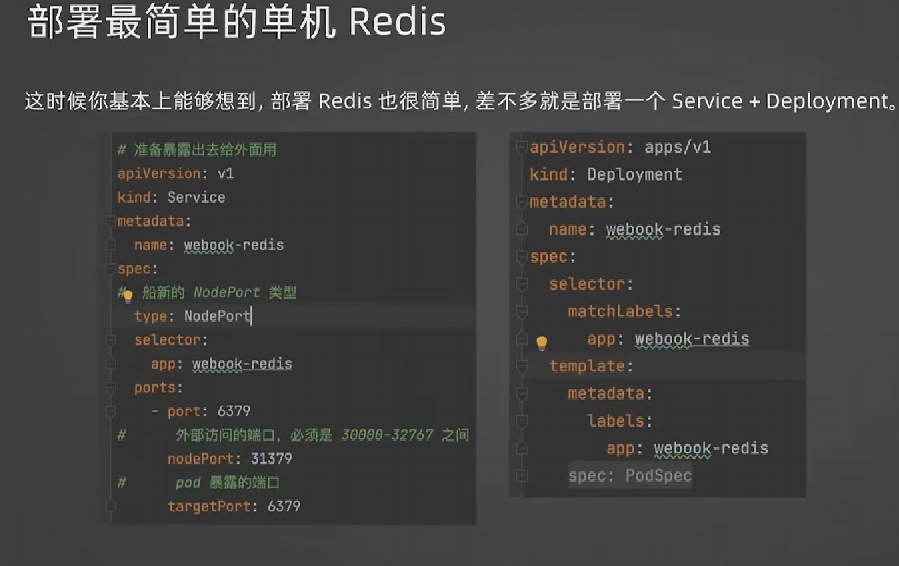 部署最简单的单机 Redis
这时候你基本上能够想到，部署 Redis 也很简单，差不多就是部署一个 Service + Deployment。
# 准备暴露出去给外面用
apiVersion: v1
kind: Service
metadata:
  name: webook-redis
spec:
#  船新的 NodePort 类型
  type: NodePort
  selector:
    app: webook-redis
  ports:
    - port: 6379
#      外部访问的端口，必须是 30000-32767 之间
      nodePort: 31379
#      pod 暴露的端口
      targetPort: 6379
apiVersion: apps/v1
kind: Deployment
metadata:
  name: webook-redis
spec:
  selector:
    matchLabels:
      app: webook-redis
  template:
    metadata:
      labels:
        app: webook-redis
    spec: PodSpec